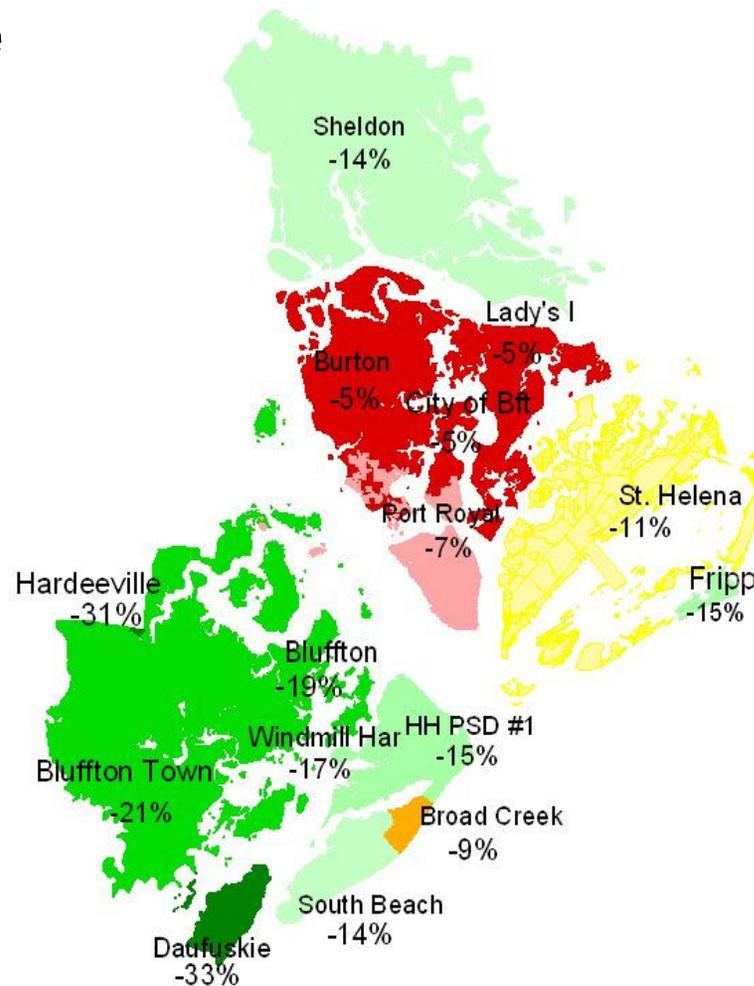 e
Sheldon
-14%
Lady's I
-5%
Burton
-5%
City of Bft
-5%
St. Helena
-11%
Port Royal
-7%
Fripp
-15%
Hardeeville
-31%
Bluffton
-19%
Windmill Har
-17%
HH PSD #1
-15%
Bluffton Town
-21%
Broad Creek
-9%
South Beach
-14%
Daufuskie
-33%